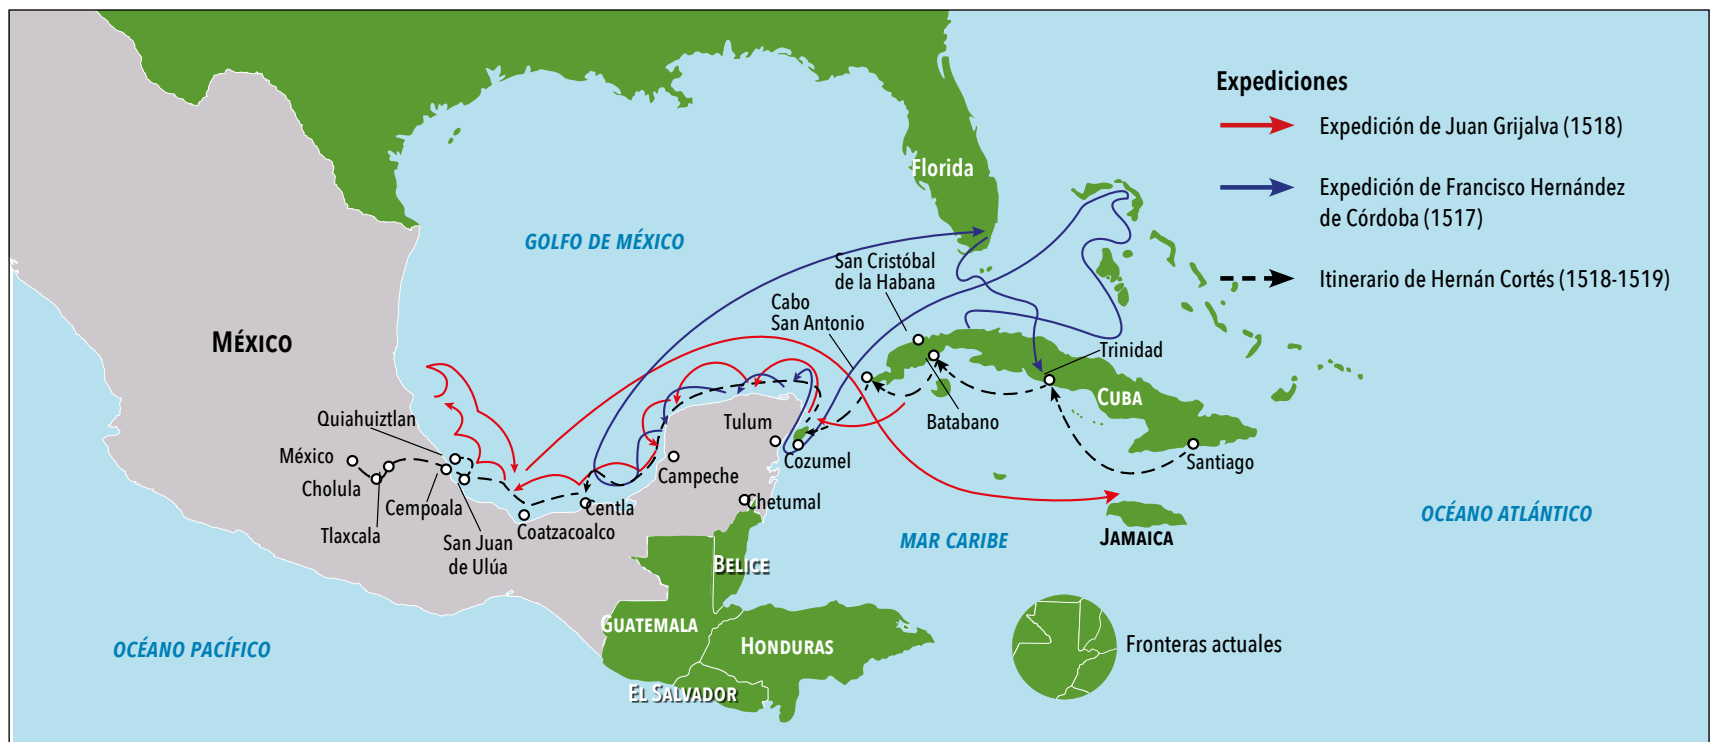 Expediciones
Expedición de Juan Grijalva (1518)
Expedición de Francisco Hernández
de Córdoba (1517)
Itinerario de Hernán Cortés (1518-1519)
Florida
GOLFO DE MÉXICO
San Cristóbal
de la Habana
Cabo
San Antonio
MÉXICO
Trinidad
CUBA
Quiahuiztlan
Tulum
Batabano
México
Cozumel
Santiago
Cholula
Campeche
Cempoala
Centla
Chetumal
Tlaxcala
Coatzacoalco
San Juan
de Ulúa
MAR CARIBE
JAMAICA
OCÉANO ATLÁNTICO
BELICE
GUATEMALA
HONDURAS
OCÉANO PACÍFICO
EL SALVADOR
Fronteras actuales